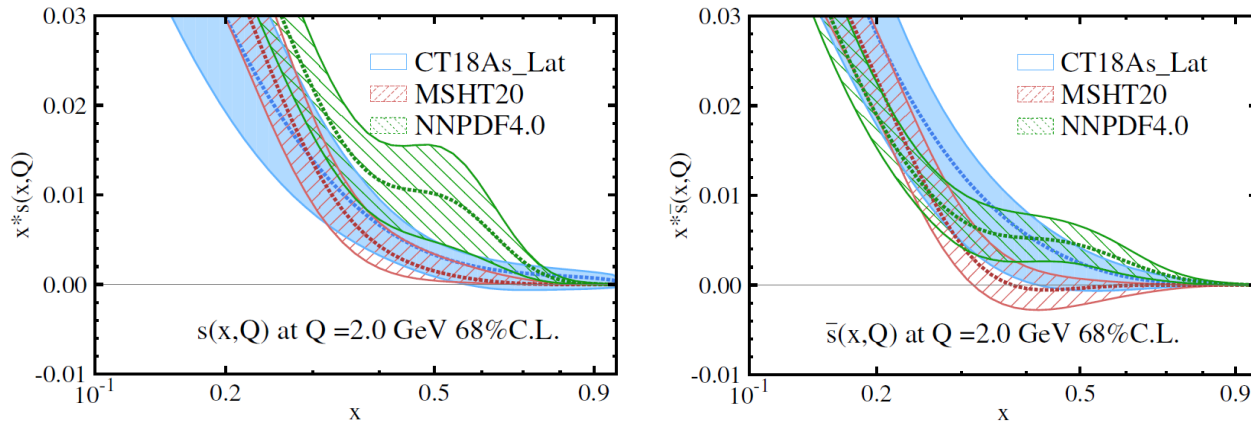 0.03
0.02
0.01
0.00
-0.01
x*s(x,Q)
CT18As_Lat
MSHT20
NNPDF4.0
s(x,Q) at Q =2.0 GeV 68%C.L.
10⁻¹
0.2
0.5
0.9
x
0.03
0.02
0.01
0.00
-0.01
x*s̅(x,Q)
CT18As_Lat
MSHT20
NNPDF4.0
s̅(x,Q) at Q =2.0 GeV 68%C.L.
10⁻¹
0.2
0.5
0.9
x